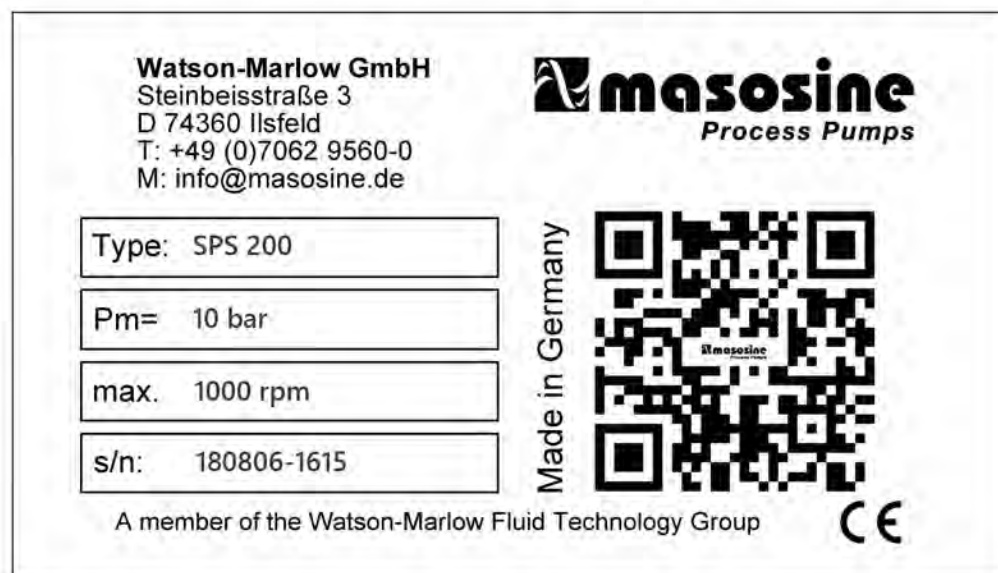 Watson-Marlow GmbH
Steinbeisstraße 3
D 74360 Ilsfeld
T: +49 (0)7062 9560-0
M: info@masosine.de
masosine
Process Pumps
Type: SPS 200
Pm= 10 bar
max. 1000 rpm
s/n: 180806-1615
Made in Germany
masosine
Process Pumps
A member of the Watson-Marlow Fluid Technology Group
CE